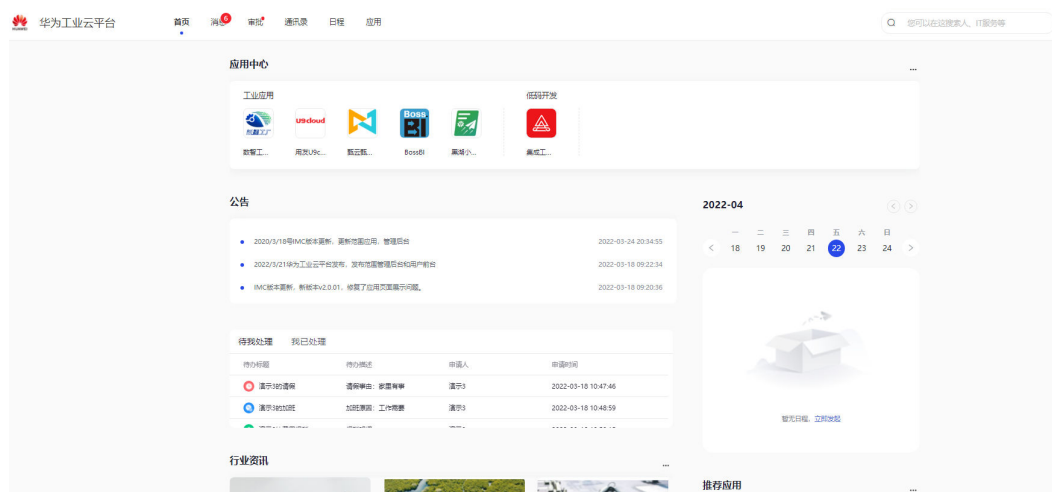 HUAWEI 华为工业云平台 首页 消息 6 审批 通讯录 日程 应用 您可以在这搜索人、IT服务等
应用中心 ...
工业应用 低码开发
数智工厂 U9cloud Boss BI
数智工... 用友U9c... 甄云甄... BossBI 黑湖小... 集成工...
公告 2022-04
一 二 三 四 五 六 日
2020/3/18号IMC版本更新，更新范围应用，管理后台 2022-03-24 20:34:55
18 19 20 21 22 23 24
2022/3/21华为工业云平台发布，发布范围管理后台和用户前台 2022-03-18 09:22:34
IMC版本更新，新版本v2.0.01，修复了应用页面展示问题。 2022-03-18 09:20:36
待我处理 我已处理
待办标题 待办描述 申请人 申请时间
演示3的请假 请假事由：家里有事 演示3 2022-03-18 10:47:46
演示3的加班 加班原因：工作需要 演示3 2022-03-18 10:48:59
暂无日程，立即发起
行业资讯 ...
推荐应用 ...